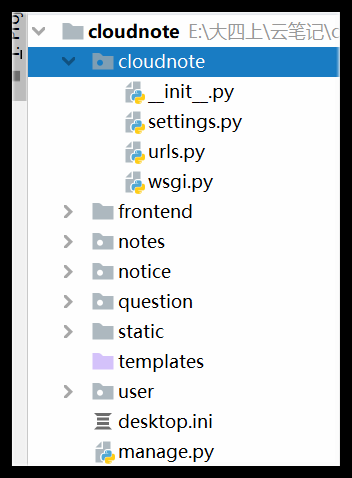 cloudnote E:\大四上\云笔记\c
cloudnote
__init__.py
settings.py
urls.py
wsgi.py
frontend
notes
notice
question
static
templates
user
desktop.ini
manage.py